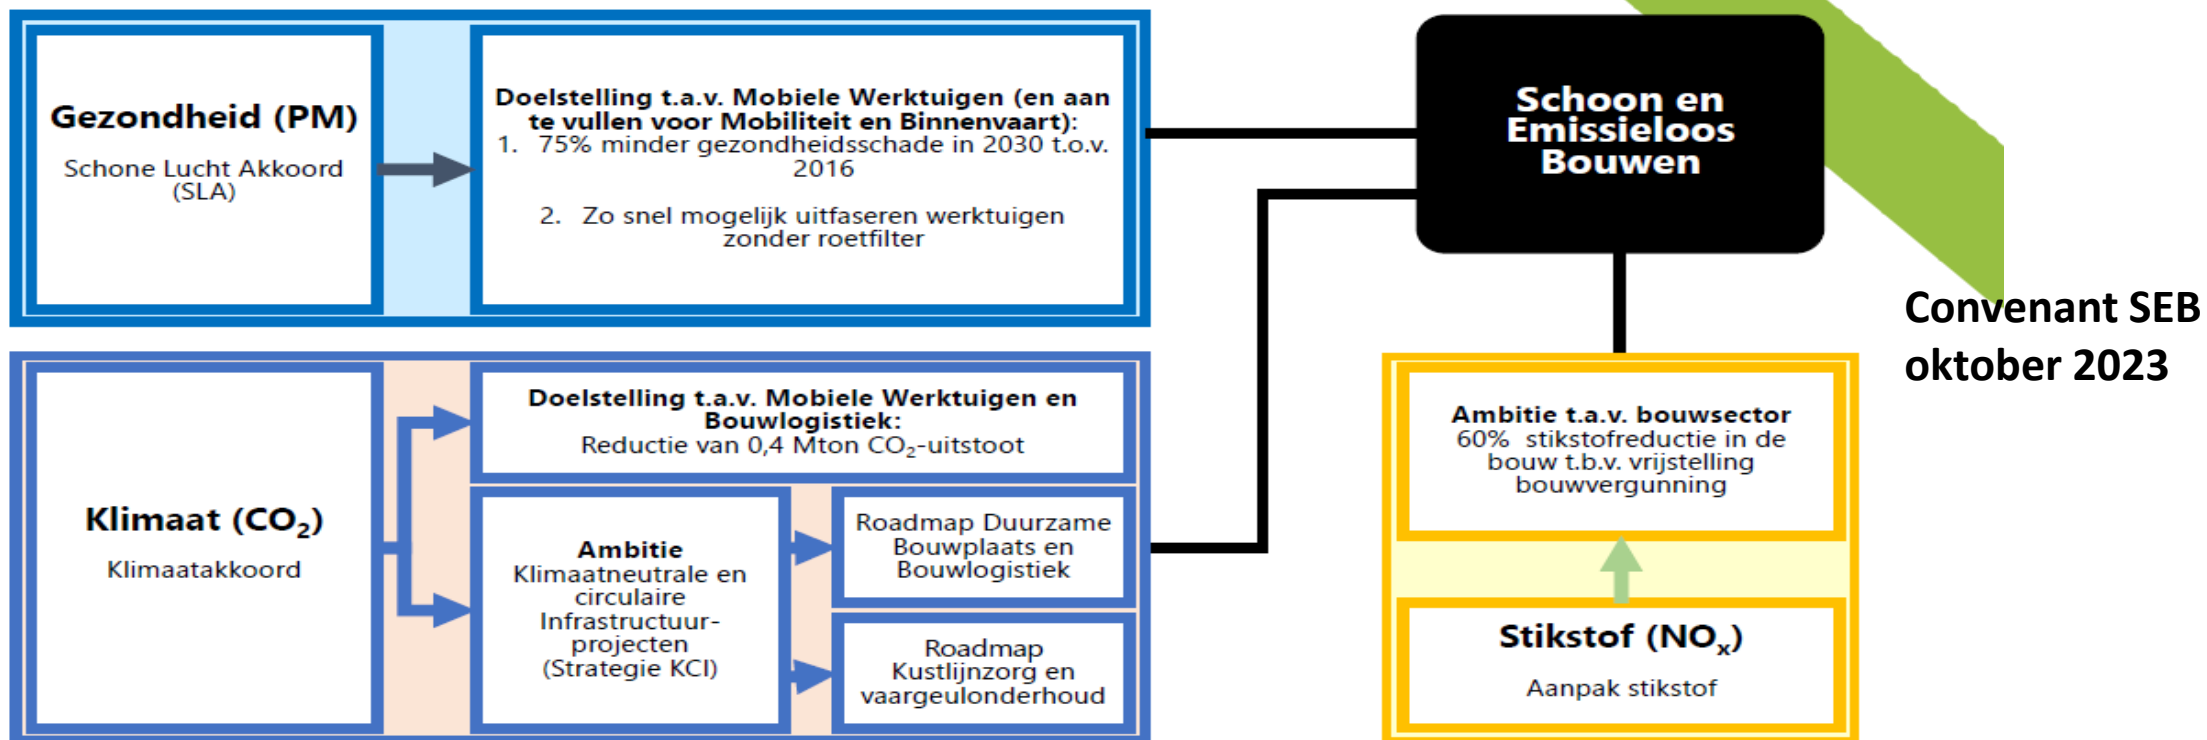 Gezondheid (PM)
Schone Lucht Akkoord
(SLA)
Doelstelling t.a.v. Mobiele Werktuigen (en aan
te vullen voor Mobiliteit en Binnenvaart):
1. 75% minder gezondheidsschade in 2030 t.o.v.
2016
2. Zo snel mogelijk uitfaseren werktuigen
zonder roetfilter
Schoon en
Emissieloos
Bouwen
Convenant SEB
oktober 2023
Klimaat (CO₂)
Klimaatakkoord
Doelstelling t.a.v. Mobiele Werktuigen en
Bouwlogistiek:
Reductie van 0,4 Mton CO₂-uitstoot
Ambitie
Klimaatneutrale en
circulaire
Infrastructuur-
projecten
(Strategie KCI)
Roadmap Duurzame
Bouwplaats en
Bouwlogistiek
Roadmap
Kustlijnzorg en
vaargeulonderhoud
Ambitie t.a.v. bouwsector
60% stikstofreductie in de
bouw t.b.v. vrijstelling
bouwvergunning
Stikstof (NOₓ)
Aanpak stikstof